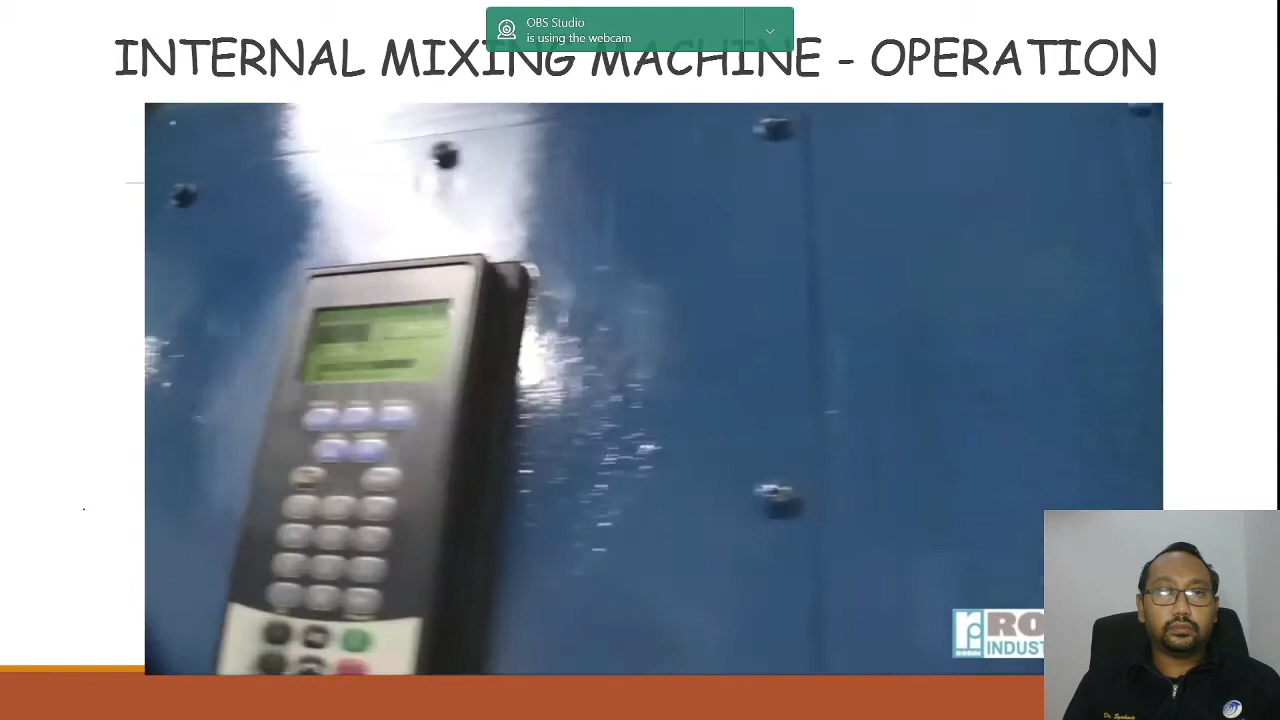 OBS Studio
is using the webcam
INTERNAL MIXING MACHINE - OPERATION
RO
INDUST